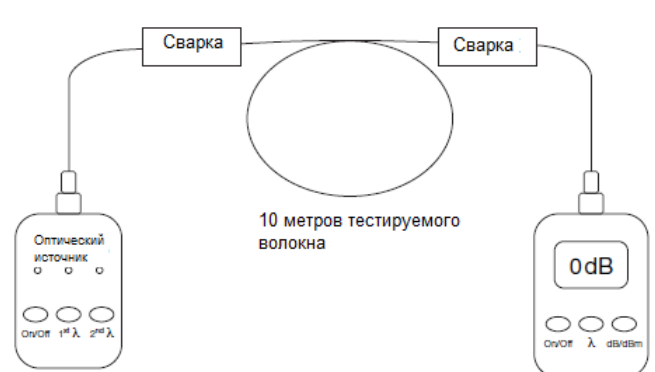 Сварка
Сварка
10 метров тестируемого
волокна
Оптический
источник
On/Off 1st λ 2nd λ
0dB
On/Off λ dB/dBm